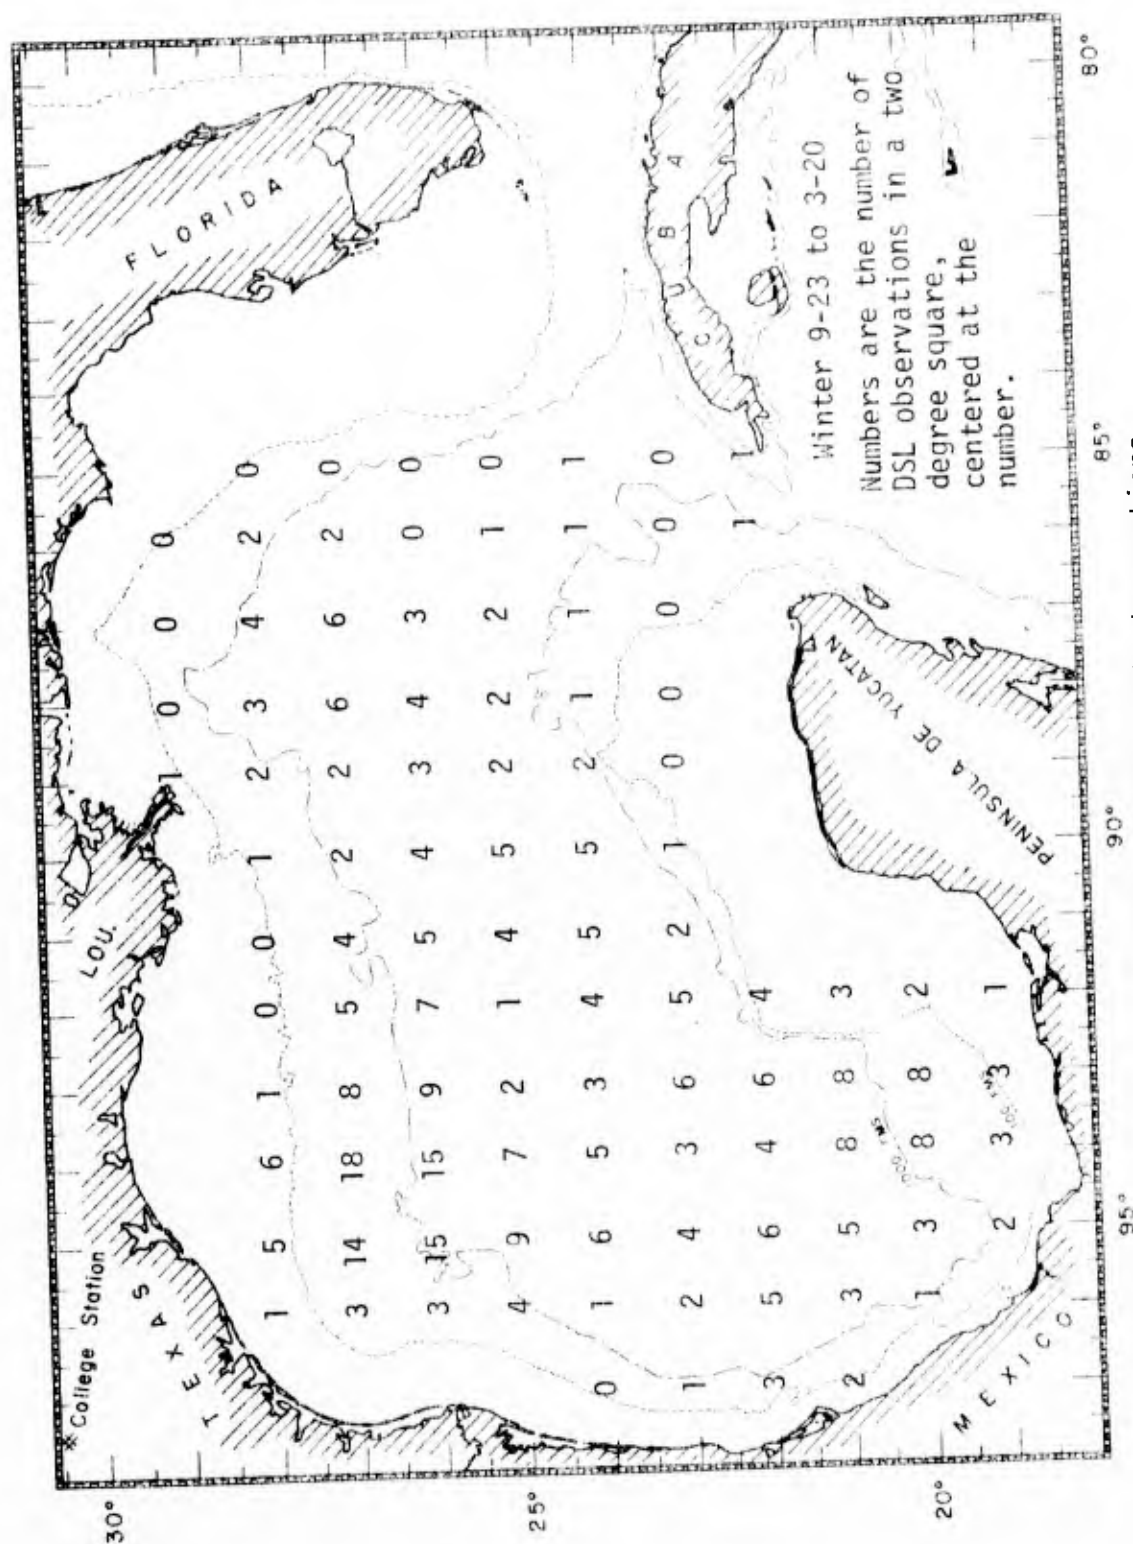 * College Station
TEXAS
LOU.
FLORIDA
30°
1 0 0 0
1 5 6 1 0 0 1 2 3 4 2 0
3 14 18 8 5 4 2 2 6 6 2 0
3 15 15 9 7 5 4 3 4 3 0 0
4 9 7 2 1 4 5 2 2 2 1 0
25°
0 1 6 5 3 4 5 5 2 1 1 1 1
1 2 4 3 6 5 2 1 0 0 0 0 0
CUBA
3 5 6 4 6 4 1 1
2 3 5 8 8 3
1 3 8 8 2
2 3 3 1
20°
MEXICO
PENINSULA DE YUCATAN
Winter 9-23 to 3-20
Numbers are the number of
DSL observations in a two
degree square,
centered at the
number.
95°
90°
85°
80°